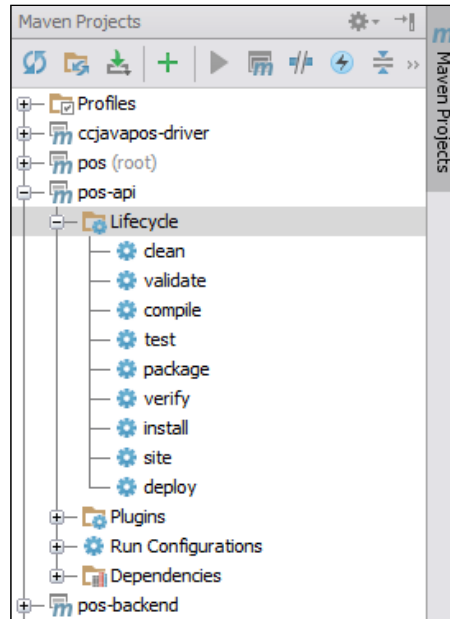 Maven Projects
Maven Projects
Profiles
ccjavapos-driver
pos (root)
pos-api
Lifecycle
clean
validate
compile
test
package
verify
install
site
deploy
Plugins
Run Configurations
Dependencies
pos-backend